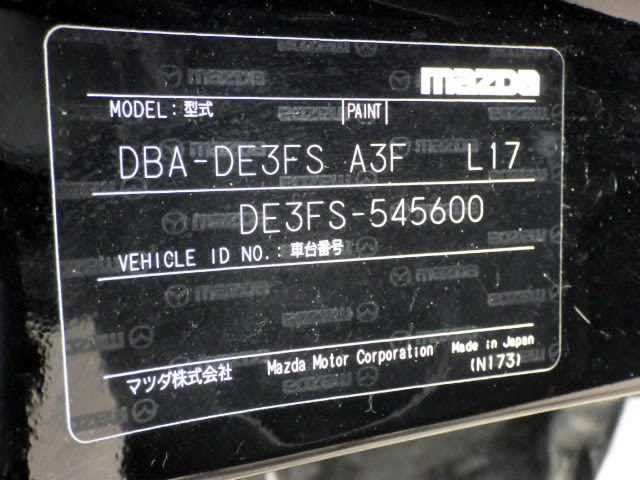 mazda
MODEL: 型式 PAINT
DBA-DE3FS A3F L17
DE3FS-545600
VEHICLE ID NO.: 車台番号
マツダ株式会社 Mazda Motor Corporation Made in Japan
(N173)